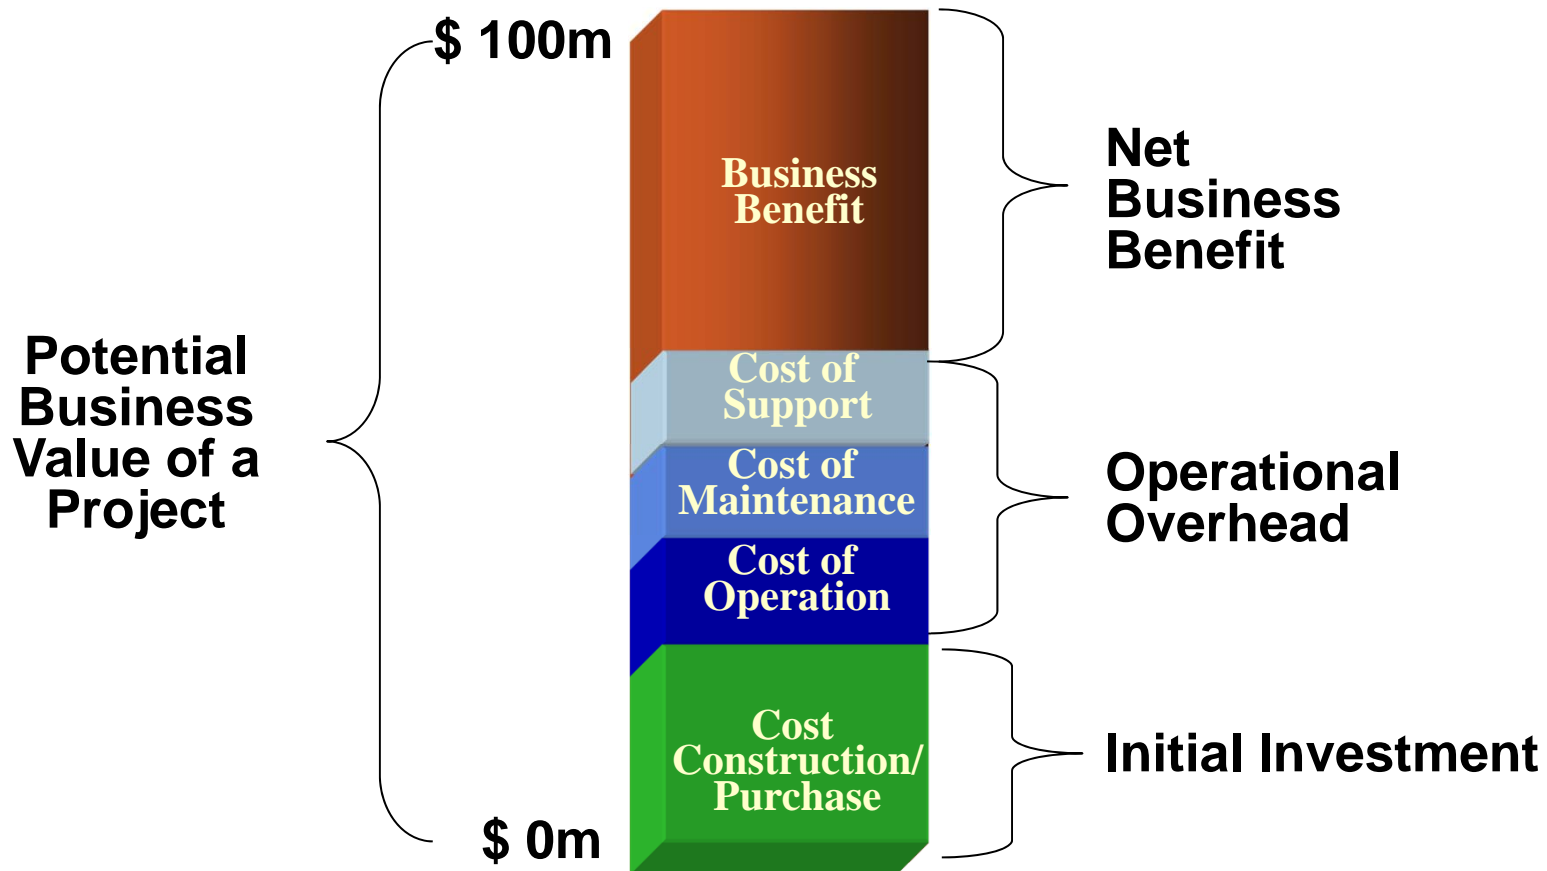 $ 100m
Business
Benefit
Net
Business
Benefit
Potential
Business
Value of a
Project
Cost of
Support
Cost of
Maintenance
Operational
Overhead
Cost of
Operation
Cost
Construction/
Purchase
Initial Investment
$ 0m